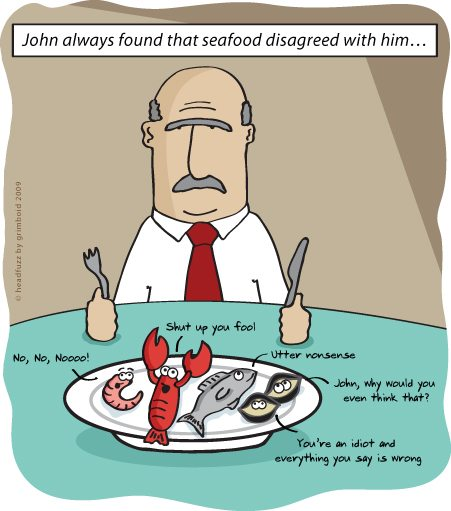 John always found that seafood disagreed with him...
© headfuzz by grimboid 2009
Shut up you fool
No, No, Noooo!
Utter nonsense
John, why would you
even think that?
You're an idiot and
everything you say is wrong